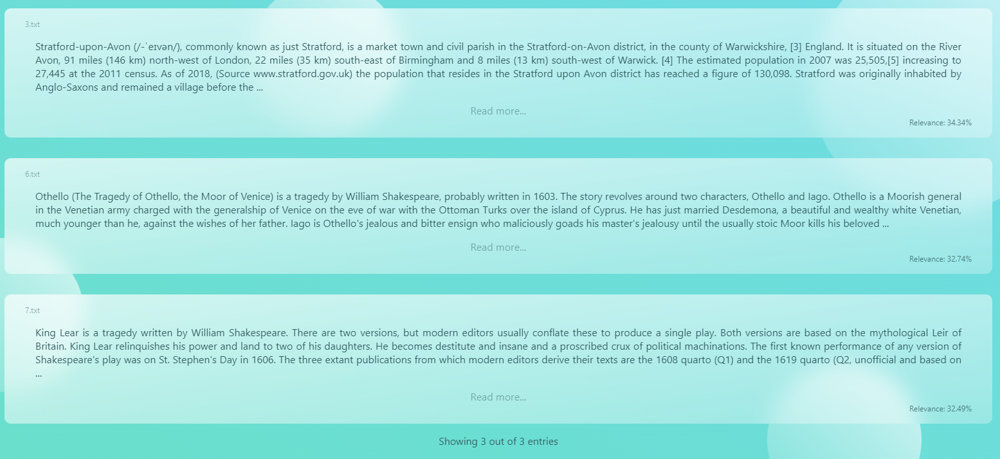 3.txt
Stratford-upon-Avon (/-ˈeɪvən/), commonly known as just Stratford, is a market town and civil parish in the Stratford-on-Avon district, in the county of Warwickshire, [3] England. It is situated on the River
Avon, 91 miles (146 km) north-west of London, 22 miles (35 km) south-east of Birmingham and 8 miles (13 km) south-west of Warwick. [4] The estimated population in 2007 was 25,505,[5] increasing to
27,445 at the 2011 census. As of 2018, (Source www.stratford.gov.uk) the population that resides in the Stratford upon Avon district has reached a figure of 130,098. Stratford was originally inhabited by
Anglo-Saxons and remained a village before the ...
Read more...
Relevance: 34.34%
6.txt
Othello (The Tragedy of Othello, the Moor of Venice) is a tragedy by William Shakespeare, probably written in 1603. The story revolves around two characters, Othello and Iago. Othello is a Moorish general
in the Venetian army charged with the generalship of Venice on the eve of war with the Ottoman Turks over the island of Cyprus. He has just married Desdemona, a beautiful and wealthy white Venetian,
much younger than he, against the wishes of her father. Iago is Othello's jealous and bitter ensign who maliciously goads his master's jealousy until the usually stoic Moor kills his beloved ...
Read more...
Relevance: 32.74%
7.txt
King Lear is a tragedy written by William Shakespeare. There are two versions, but modern editors usually conflate these to produce a single play. Both versions are based on the mythological Leir of
Britain. King Lear relinquishes his power and land to two of his daughters. He becomes destitute and insane and a proscribed crux of political machinations. The first known performance of any version of
Shakespeare's play was on St. Stephen's Day in 1606. The three extant publications from which modern editors derive their texts are the 1608 quarto (Q1) and the 1619 quarto (Q2, unofficial and based on
...
Read more...
Relevance: 32.49%
Showing 3 out of 3 entries